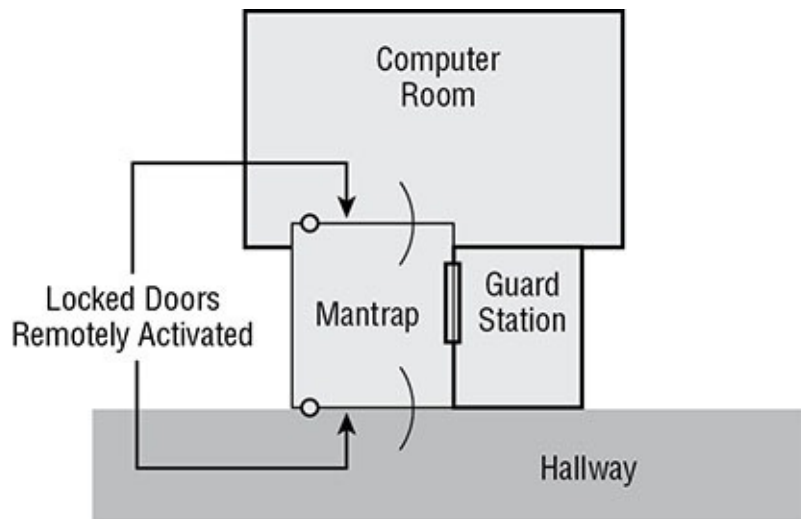 Computer
Room
Locked Doors
Remotely Activated
Mantrap
Guard
Station
Hallway